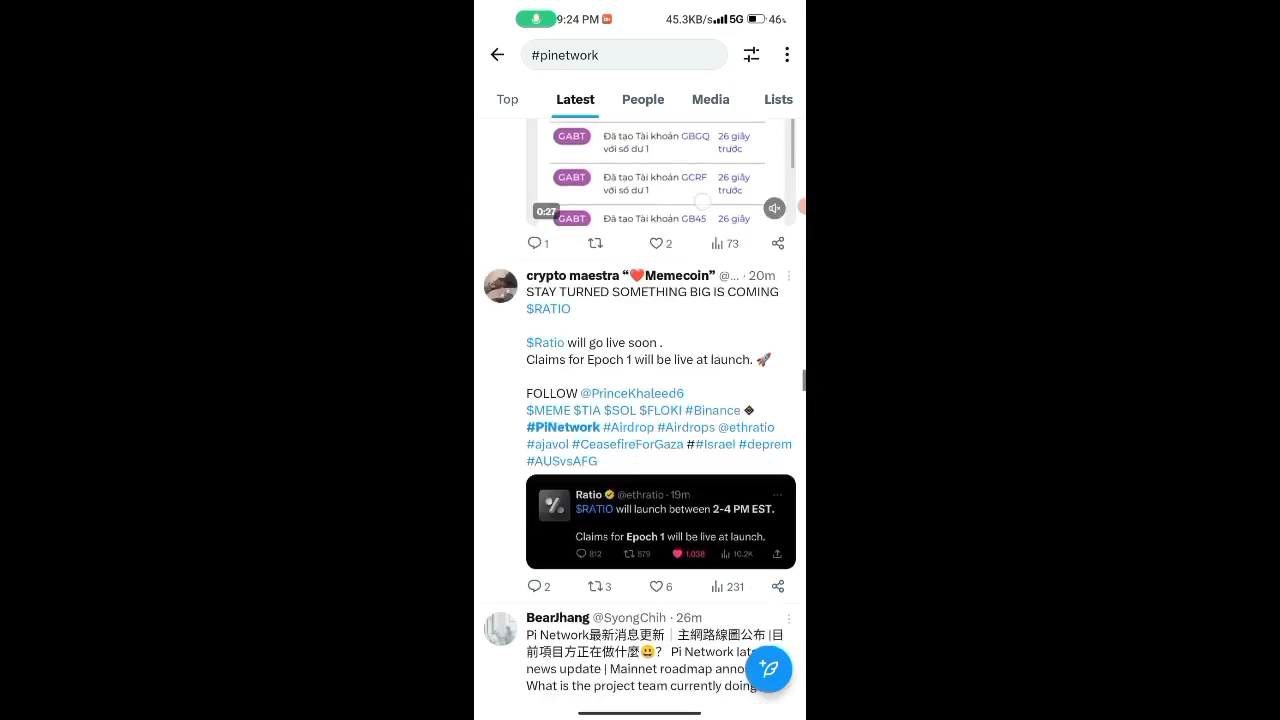 9:24 PM
45.3KB/s 5G 46%
#pinetwork
Top Latest People Media Lists
GABT Đã tạo Tài khoản GBGQ 26 giây
với số dư 1 trước
GABT Đã tạo Tài khoản GCRF 26 giây
với số dư 1 trước
0:27 GABT Đã tạo Tài khoản GB45 26 giây
1 2 73
crypto maestra “❤️Memecoin” @... · 20m
STAY TURNED SOMETHING BIG IS COMING
$RATIO
$Ratio will go live soon .
Claims for Epoch 1 will be live at launch. 🚀
FOLLOW @PrinceKhaleed6
$MEME $TIA $SOL $FLOKI #Binance
#PiNetwork #Airdrop #Airdrops @ethratio
#ajavol #CeasefireForGaza ##Israel #deprem
#AUSvsAFG
Ratio @ethratio · 19m
$RATIO will launch between 2-4 PM EST.
Claims for Epoch 1 will be live at launch.
812 879 1,038 10.2K
2 3 6 231
BearJhang @SyongChih · 26m
Pi Network最新消息更新｜主網路線圖公布 |目
前項目方正在做什麼😃? Pi Network
news update | Mainnet roadmap
What is the project team currently doing